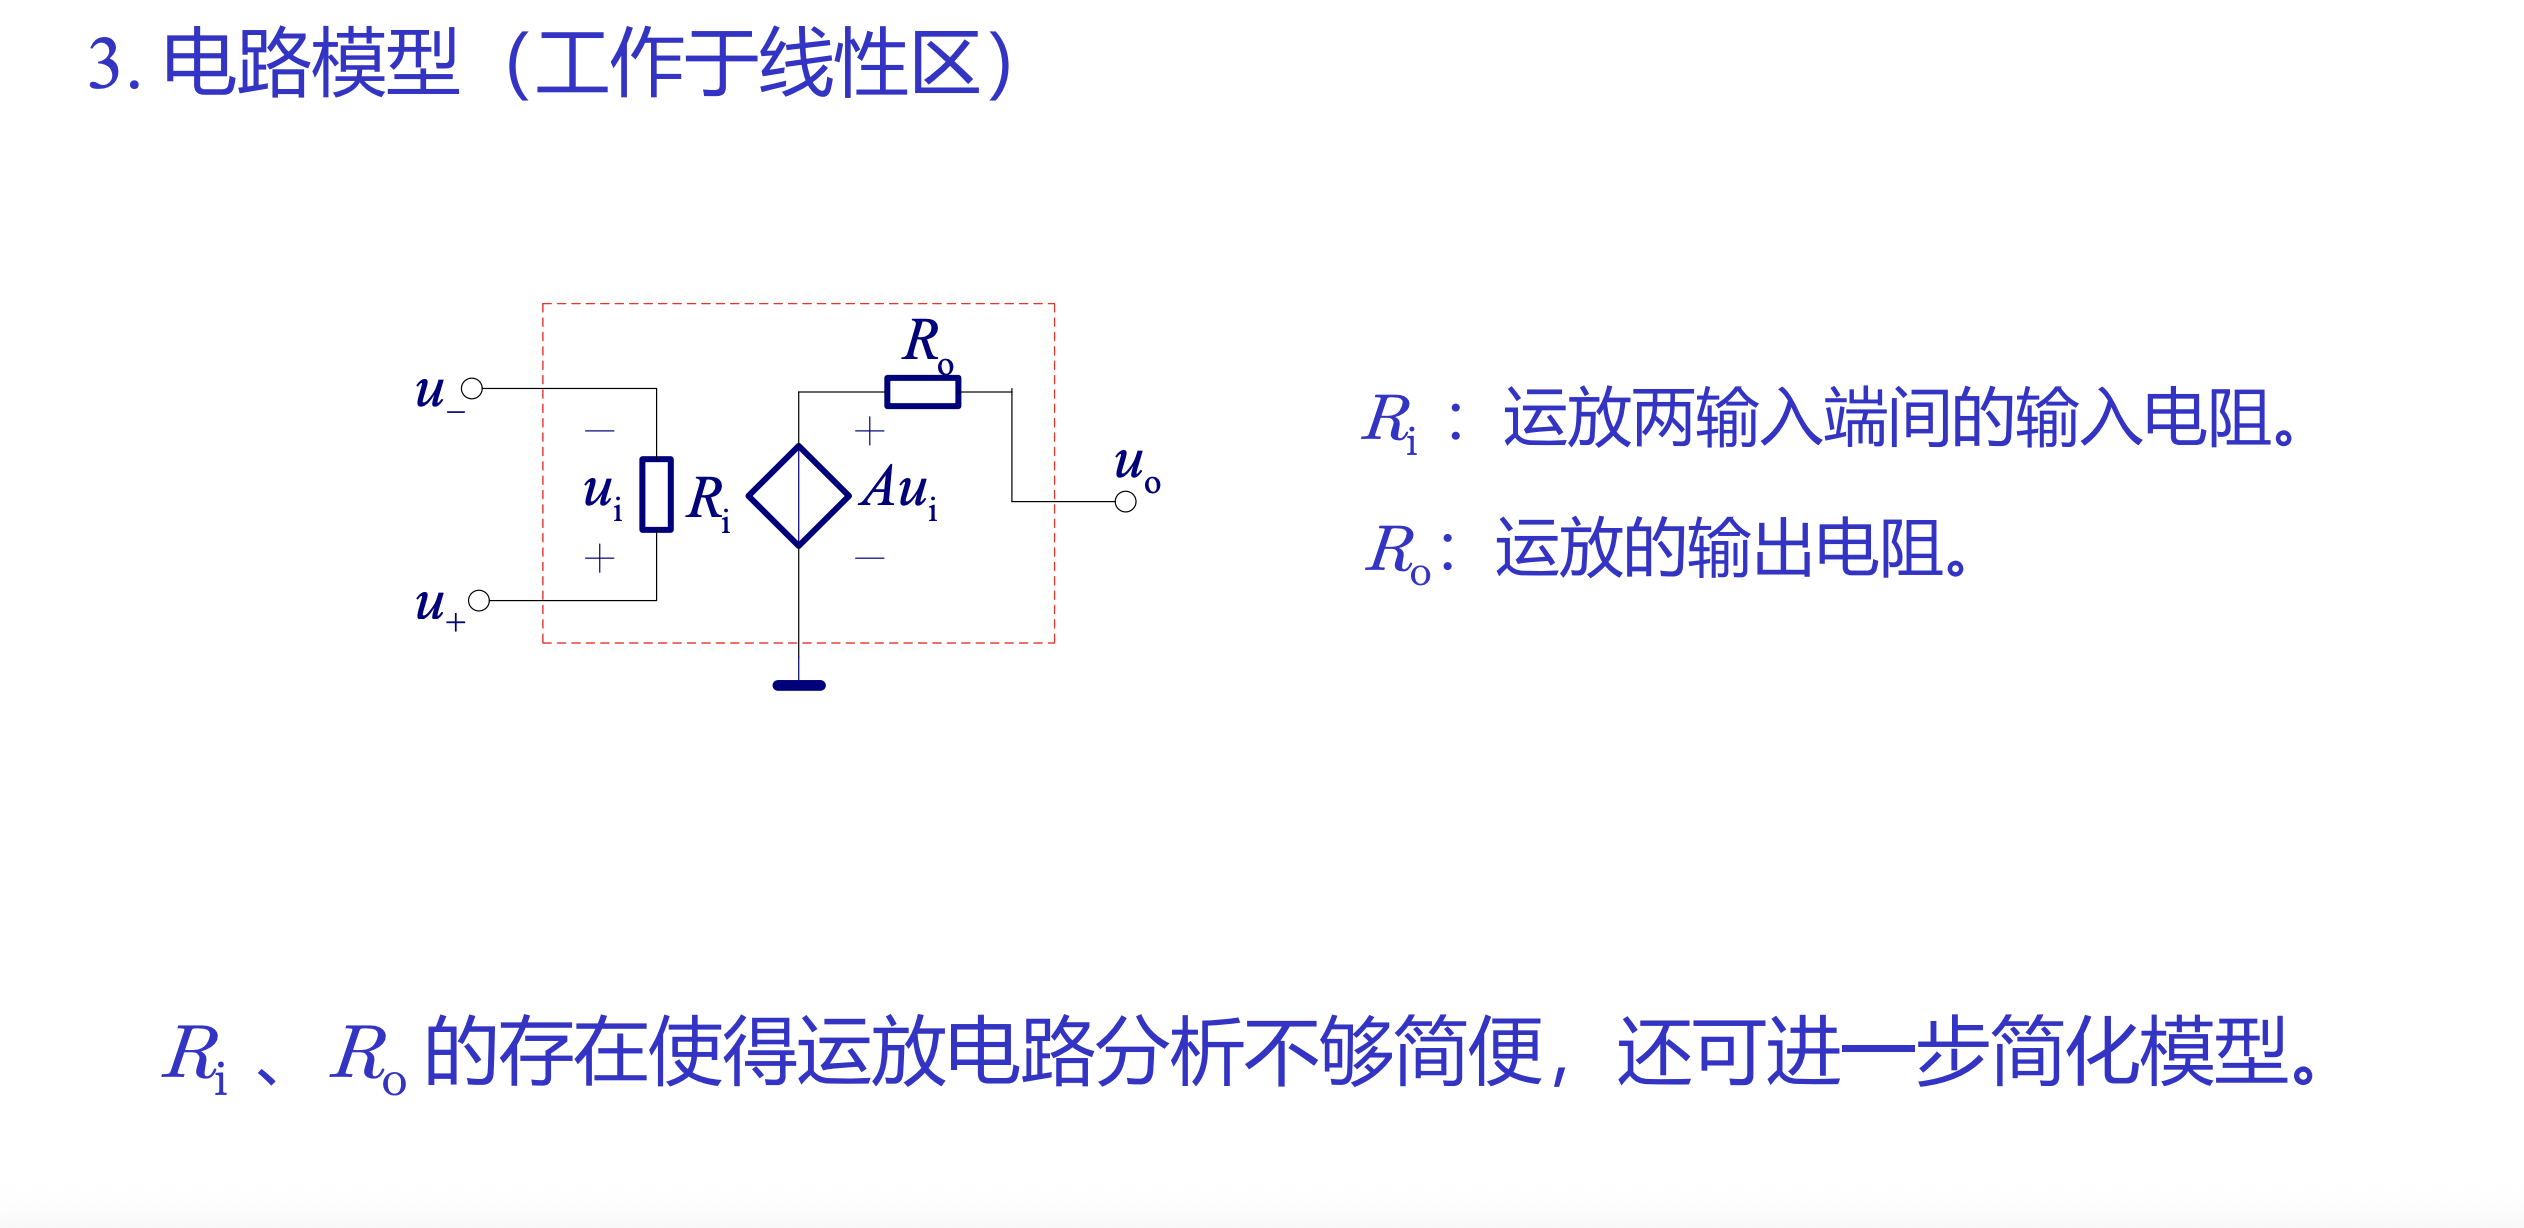 3. 电路模型（工作于线性区）
R_o
u_-
−
+
u_i R_i
Au_i
u_o
+
−
u_+
R_i ：运放两输入端间的输入电阻。
R_o：运放的输出电阻。
R_i 、R_o 的存在使得运放电路分析不够简便，还可进一步简化模型。